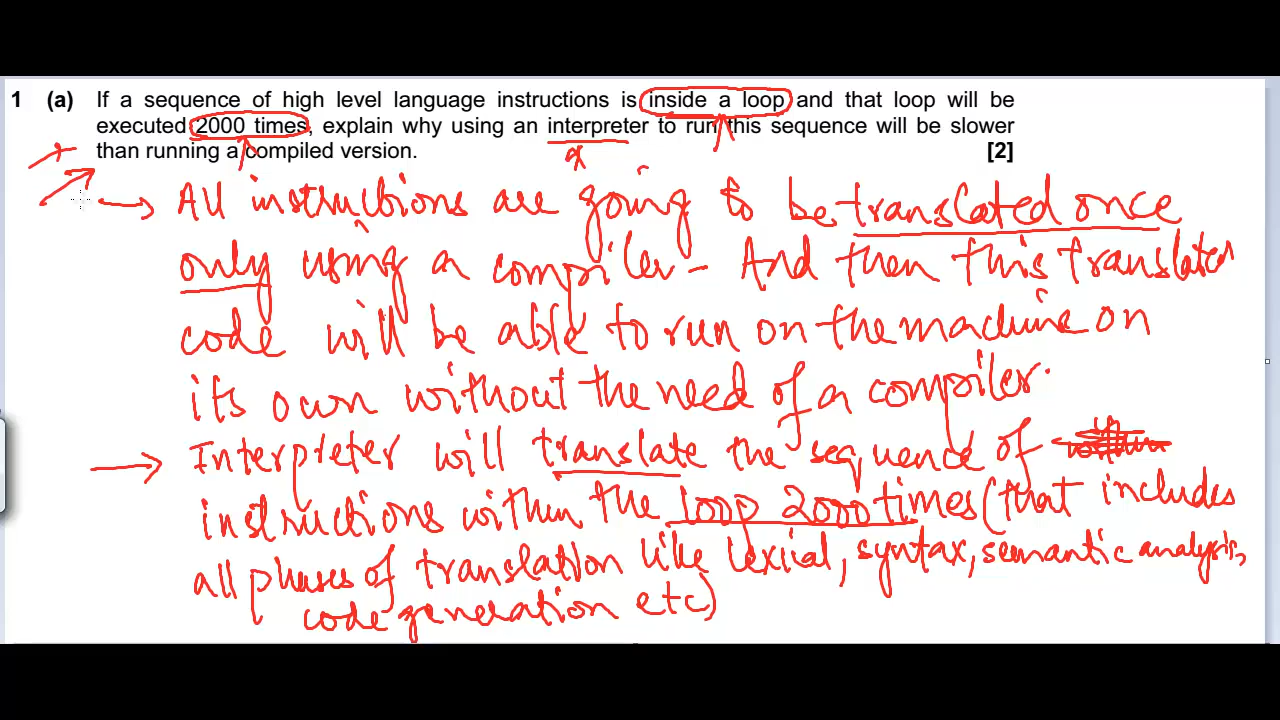 1 (a) If a sequence of high level language instructions is inside a loop and that loop will be
executed 2000 times, explain why using an interpreter to run this sequence will be slower
than running a compiled version. [2]
All instructions are going to be translated once
only using a compiler. And then this translated
code will be able to run on the machine on
its own without the need of a compiler.
Interpreter will translate the sequence of
instructions within the loop 2000 times (that includes
all phases of translation like lexial, syntax, semantic analysis,
code generation etc)